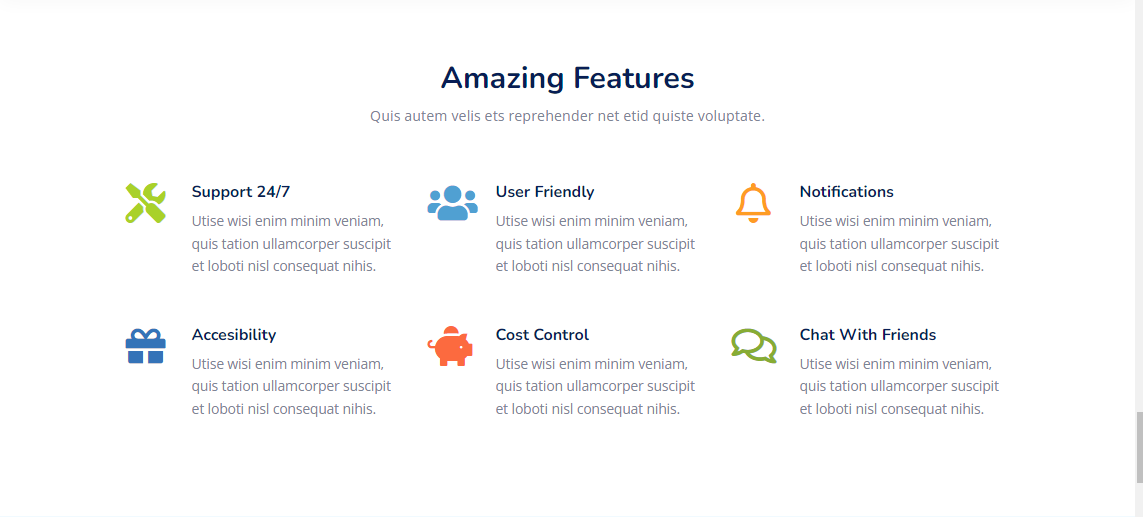 Amazing Features
Quis autem velis ets reprehender net etid quiste voluptate.
Support 24/7
Utise wisi enim minim veniam,
quis tation ullamcorper suscipit
et loboti nisl consequat nihis.
User Friendly
Utise wisi enim minim veniam,
quis tation ullamcorper suscipit
et loboti nisl consequat nihis.
Notifications
Utise wisi enim minim veniam,
quis tation ullamcorper suscipit
et loboti nisl consequat nihis.
Accesibility
Utise wisi enim minim veniam,
quis tation ullamcorper suscipit
et loboti nisl consequat nihis.
Cost Control
Utise wisi enim minim veniam,
quis tation ullamcorper suscipit
et loboti nisl consequat nihis.
Chat With Friends
Utise wisi enim minim veniam,
quis tation ullamcorper suscipit
et loboti nisl consequat nihis.